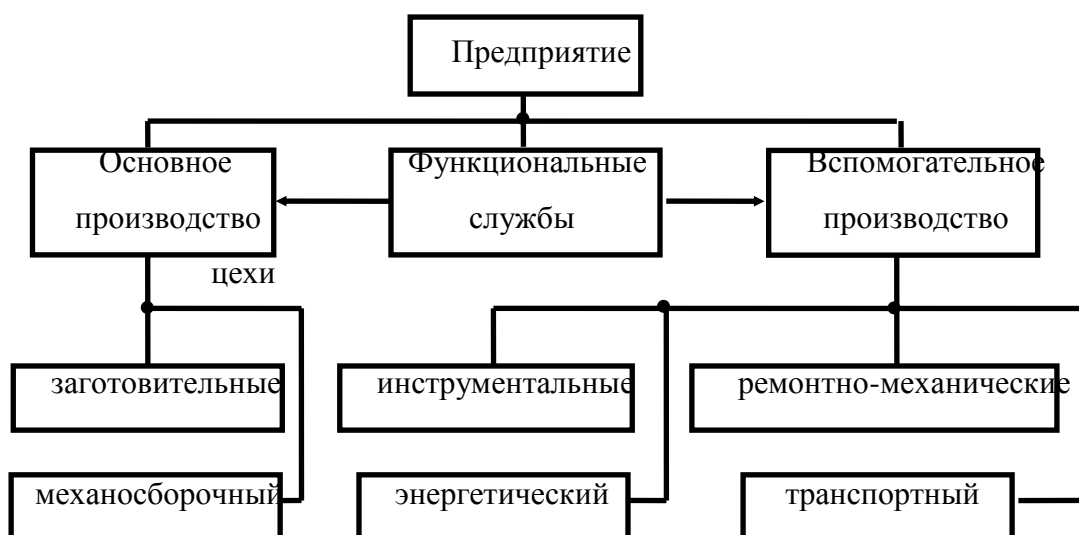 Предприятие
Основное
производство
Функциональные
службы
Вспомогательное
производство
цехи
заготовительные
инструментальные
ремонтно-механические
механосборочный
энергетический
транспортный